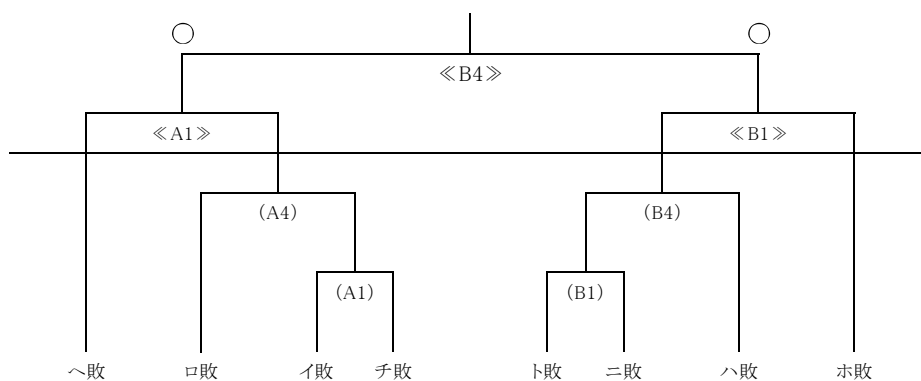 ○ ○
≪B4≫
≪A1≫ ≪B1≫
(A4) (B4)
(A1) (B1)
ヘ敗 ロ敗 イ敗 チ敗 ト敗 ニ敗 ハ敗 ホ敗